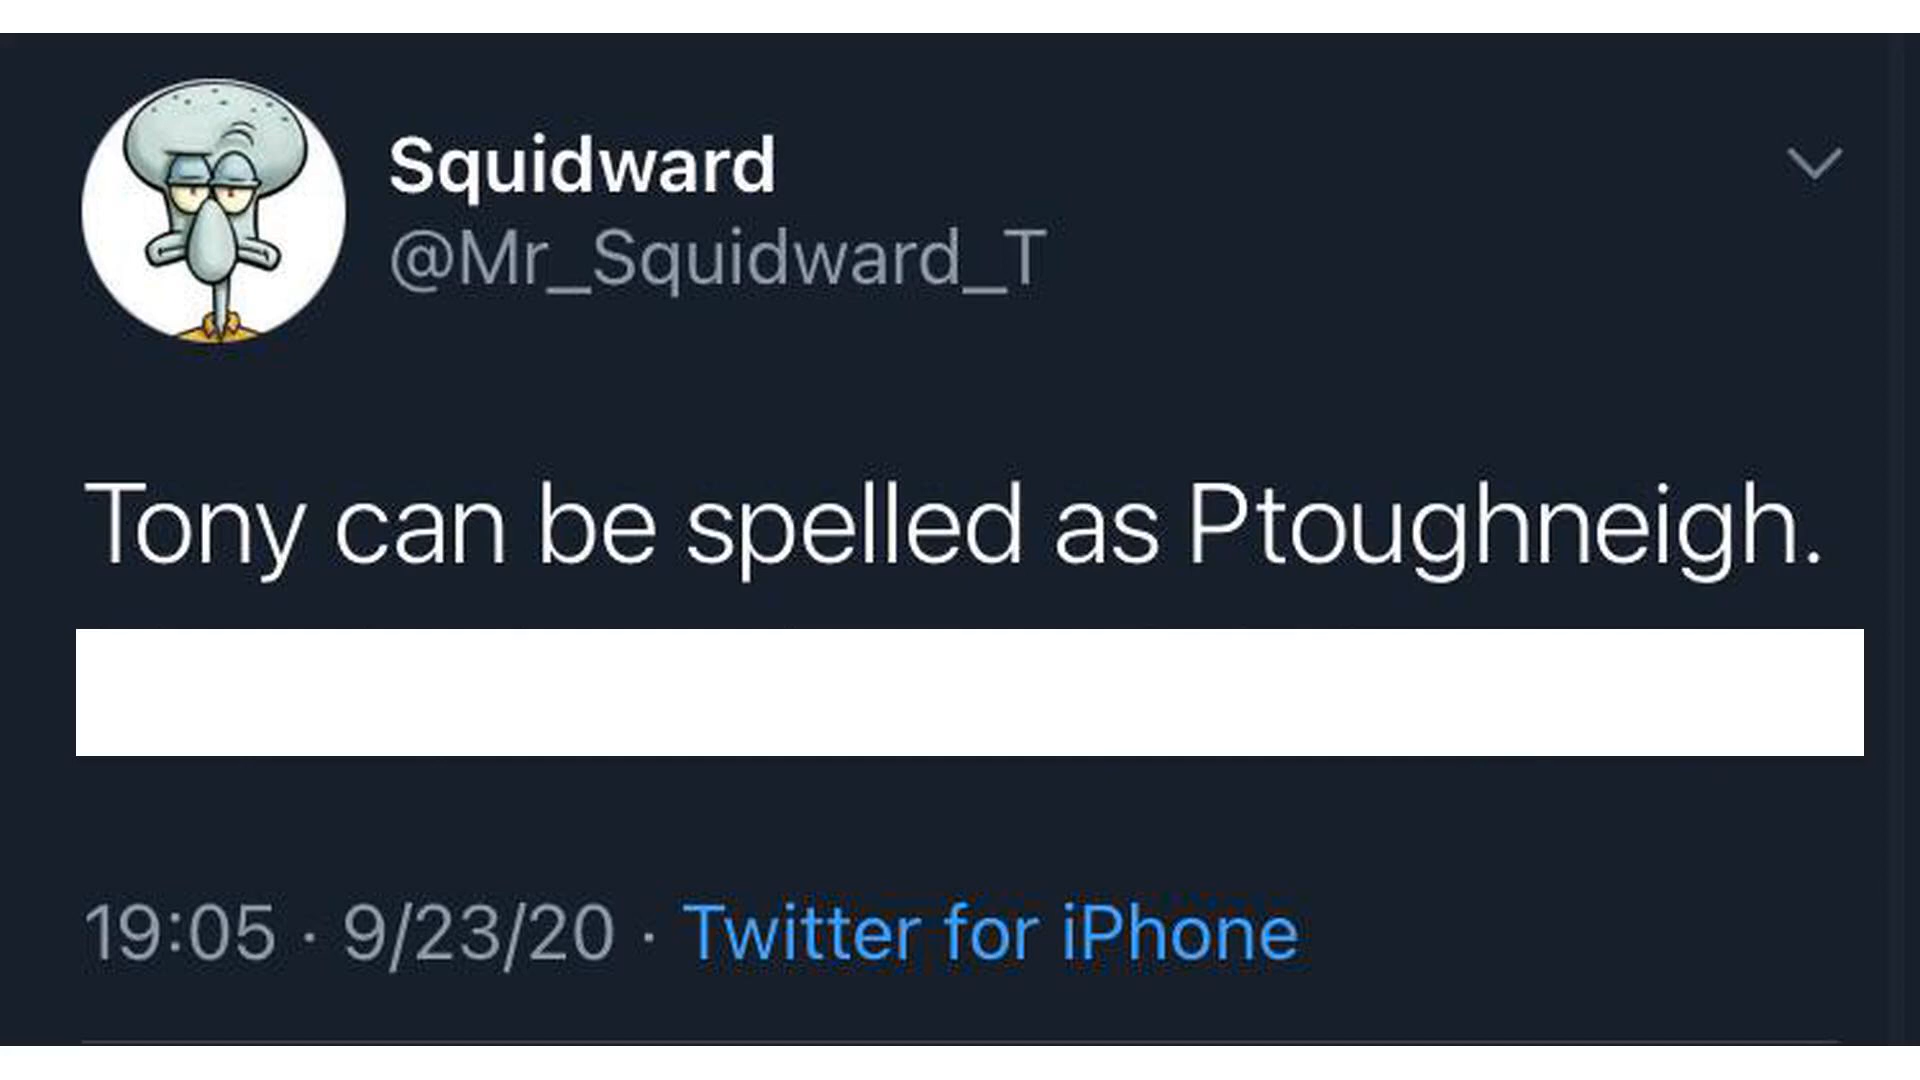 Squidward
@Mr_Squidward_T
Tony can be spelled as Ptoughneigh.
19:05 · 9/23/20 · Twitter for iPhone